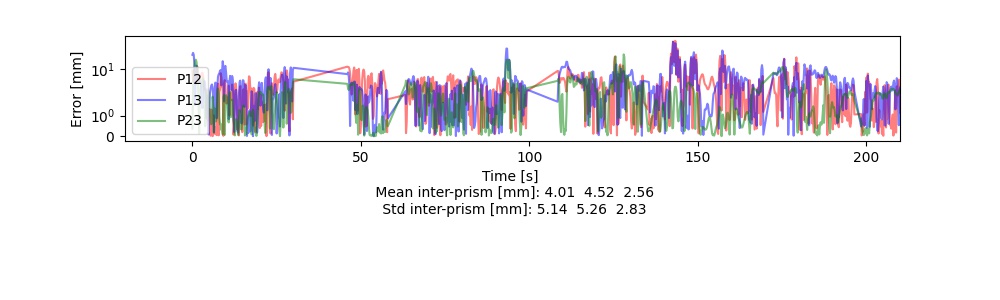 Error [mm]
10¹
10⁰
0
P12
P13
P23
0 50 100 150 200
Time [s]
Mean inter-prism [mm]: 4.01 4.52 2.56
Std inter-prism [mm]: 5.14 5.26 2.83